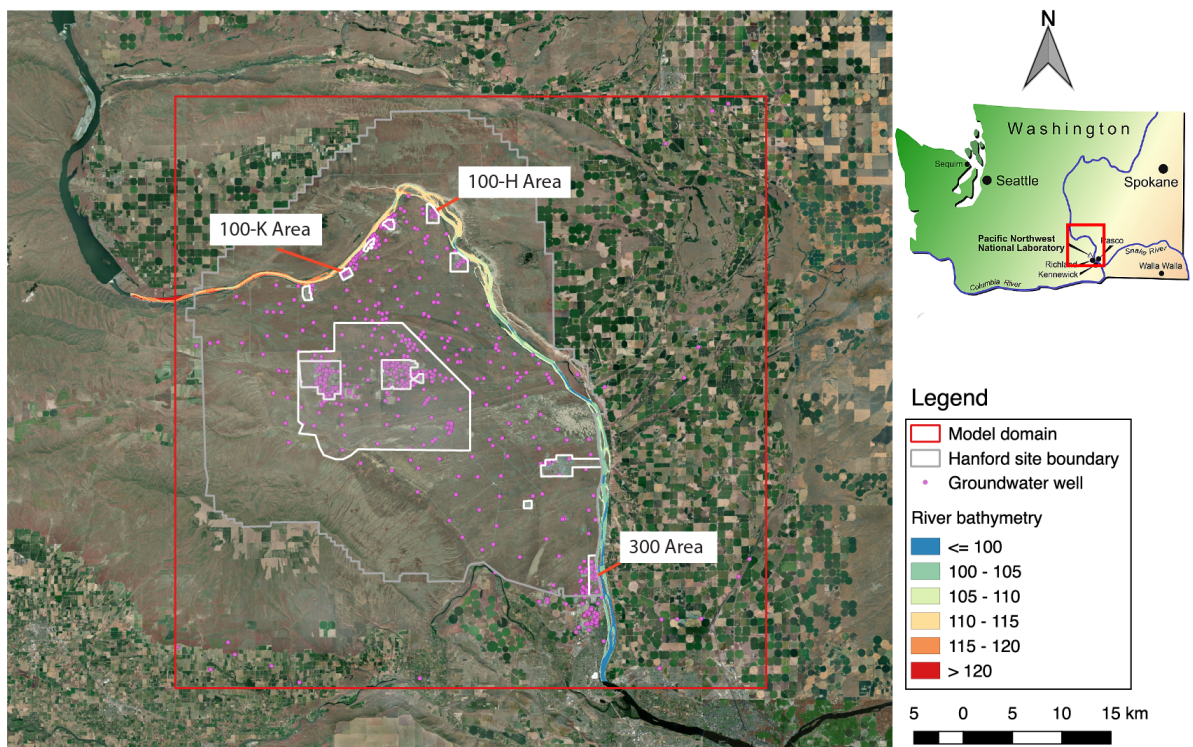 N
Washington
Sequim
Seattle
Spokane
Pacific Northwest
National Laboratory
Pasco
Richland
Kennewick
Snake River
Walla Walla
Columbia River
100-H Area
100-K Area
300 Area
Legend
Model domain
Hanford site boundary
Groundwater well
River bathymetry
<= 100
100 - 105
105 - 110
110 - 115
115 - 120
> 120
5 0 5 10 15 km